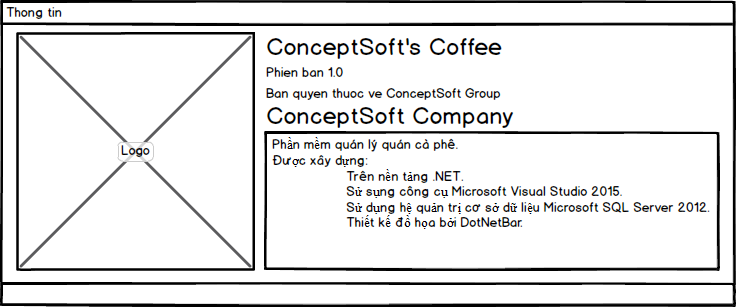 Thong tin
Logo
ConceptSoft's Coffee
Phien ban 1.0
Ban quyen thuoc ve ConceptSoft Group
ConceptSoft Company
Phần mềm quán lý quán cà phê.
Được xây dựng:
Trên nền tảng .NET.
Sử sụng công cụ Microsoft Visual Studio 2015.
Sử dụng hệ quản trị cơ sở dữ liệu Microsoft SQL Server 2012.
Thiết kế đồ họa bởi DotNetBar.